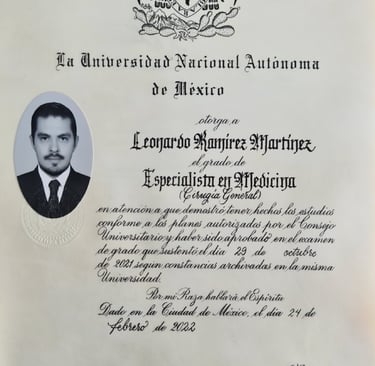 La Universidad Nacional Autónoma
de México
otorga a
Leonardo Ramírez Martínez
el grado de
Especialista en Medicina
(Cirugía General)
en atención a que demostró tener hechos los estudios
conforme a los planes autorizados por el Consejo
Universitario y haber sido aprobado en el examen
de grado que sustentó el día 29 de octubre
de 2021 según constancias archivadas en la misma
Universidad.
Por mi Raza hablará el Espíritu
Dado en la Ciudad de México, el día 24 de
febrero de 2022